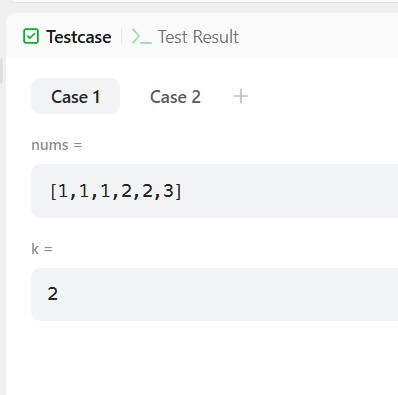 Testcase Test Result
Case 1 Case 2 +
nums =
[1,1,1,2,2,3]
k =
2